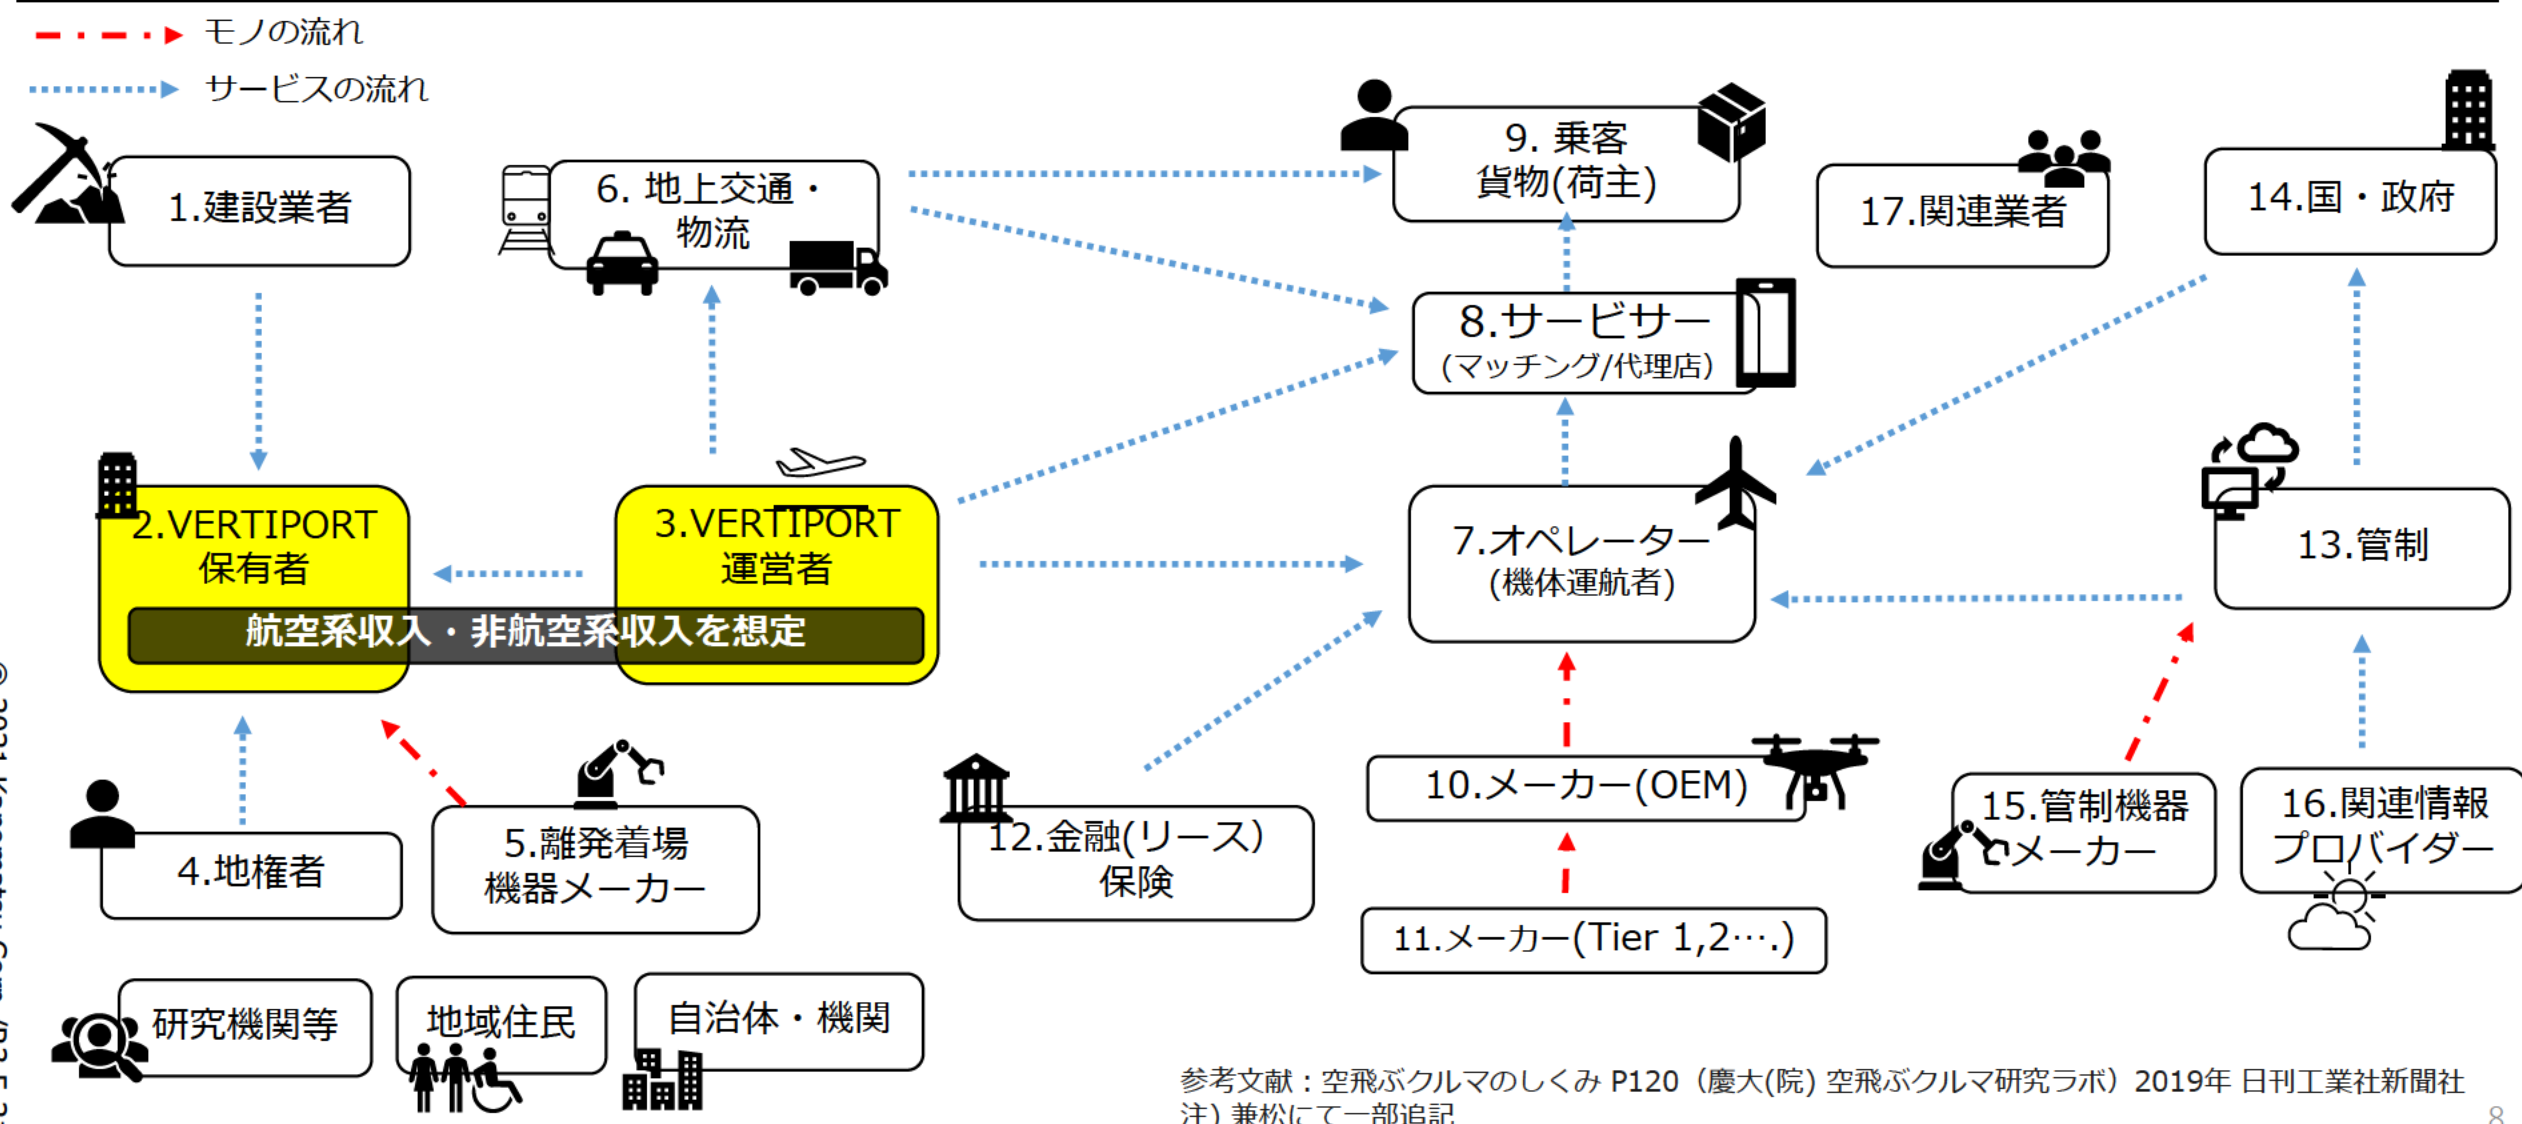 モノの流れ
サービスの流れ
1.建設業者
6. 地上交通・
物流
9. 乗客
貨物(荷主)
17.関連業者
14.国・政府
8.サービサー
(マッチング/代理店)
2.VERTIPORT
保有者
3.VERTIPORT
運営者
航空系収入・非航空系収入を想定
7.オペレーター
(機体運航者)
13.管制
4.地権者
5.離発着場
機器メーカー
12.金融(リース)
保険
10.メーカー(OEM)
11.メーカー(Tier 1,2….)
15.管制機器
メーカー
16.関連情報
プロバイダー
研究機関等
地域住民
自治体・機関
参考文献：空飛ぶクルマのしくみ P120（慶大(院) 空飛ぶクルマ研究ラボ）2019年 日刊工業社新聞社
注) 兼松にて一部追記
8